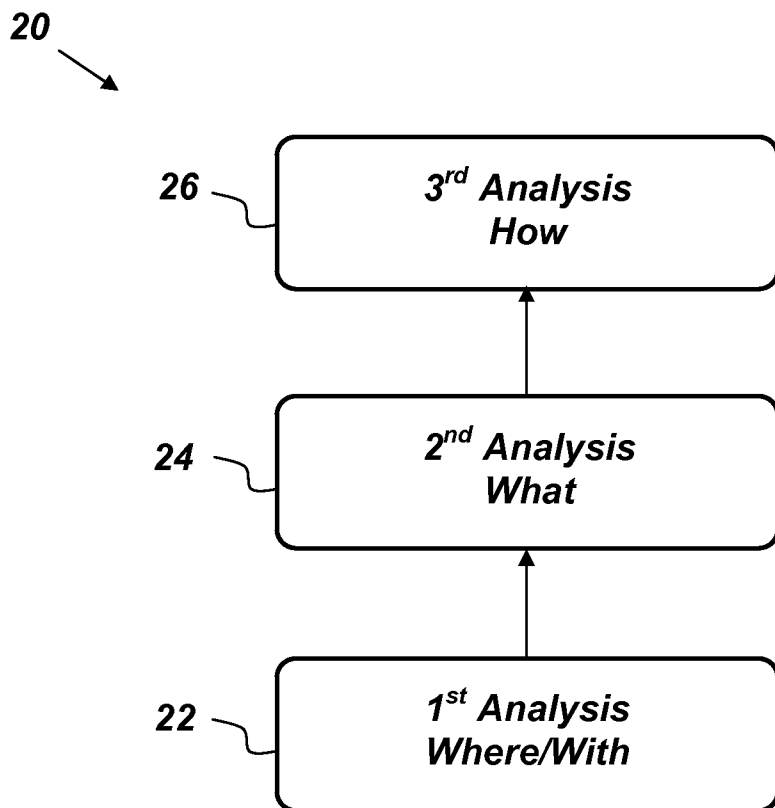 20
26
3rd Analysis
How
24
2nd Analysis
What
22
1st Analysis
Where/With